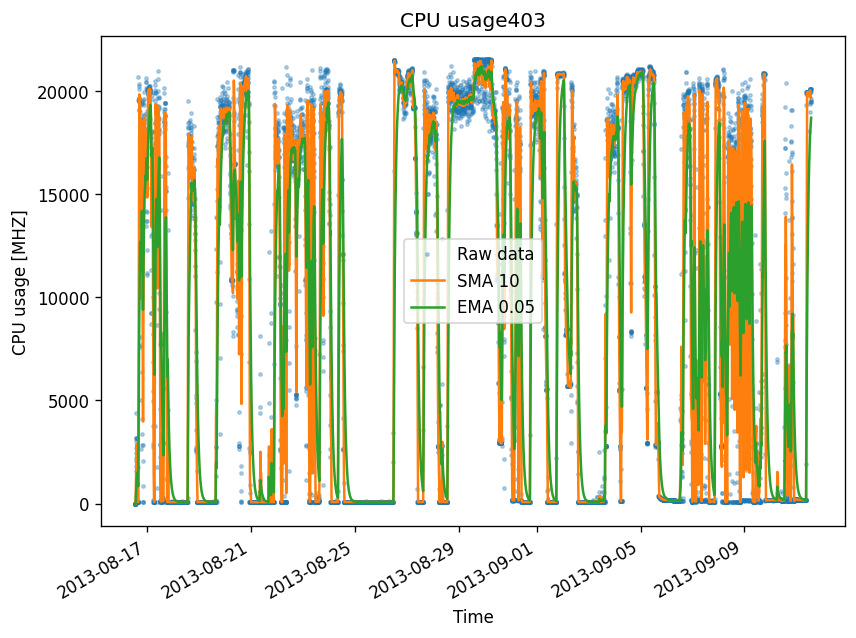 CPU usage403
CPU usage [MHZ]
20000
15000
10000
5000
0
Raw data
SMA 10
EMA 0.05
2013-08-17
2013-08-21
2013-08-25
2013-08-29
2013-09-01
2013-09-05
2013-09-09
Time